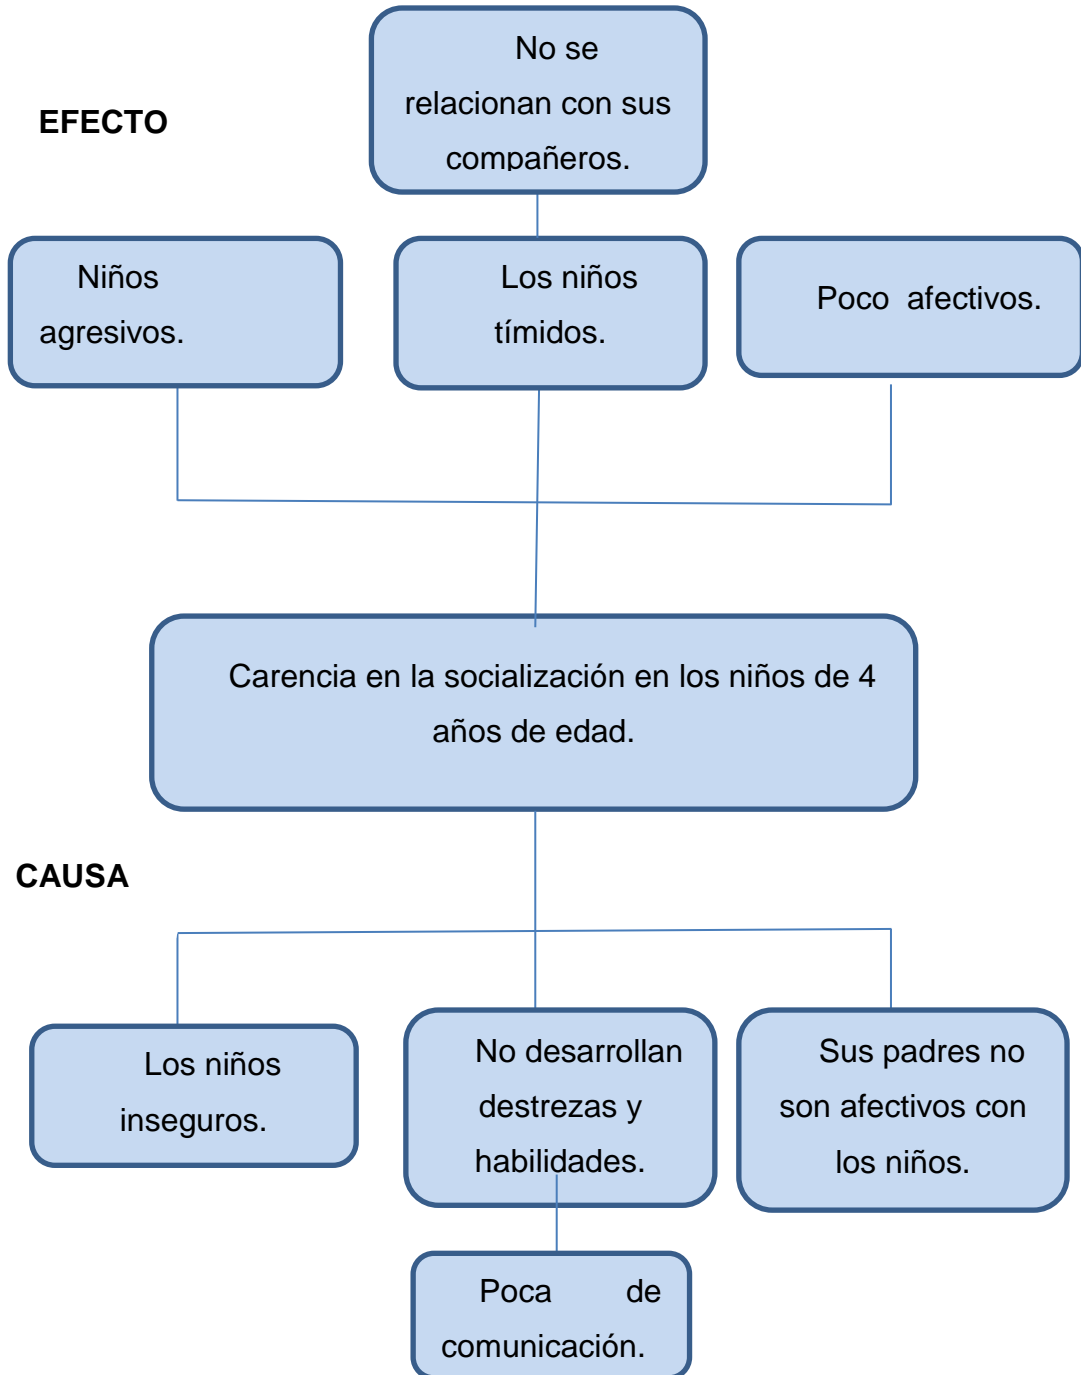 No se
relacionan con sus
compañeros.
EFECTO
Niños
agresivos.
Los niños
tímidos.
Poco afectivos.
Carencia en la socialización en los niños de 4
años de edad.
CAUSA
Los niños
inseguros.
No desarrollan
destrezas y
habilidades.
Sus padres no
son afectivos con
los niños.
Poca de
comunicación.